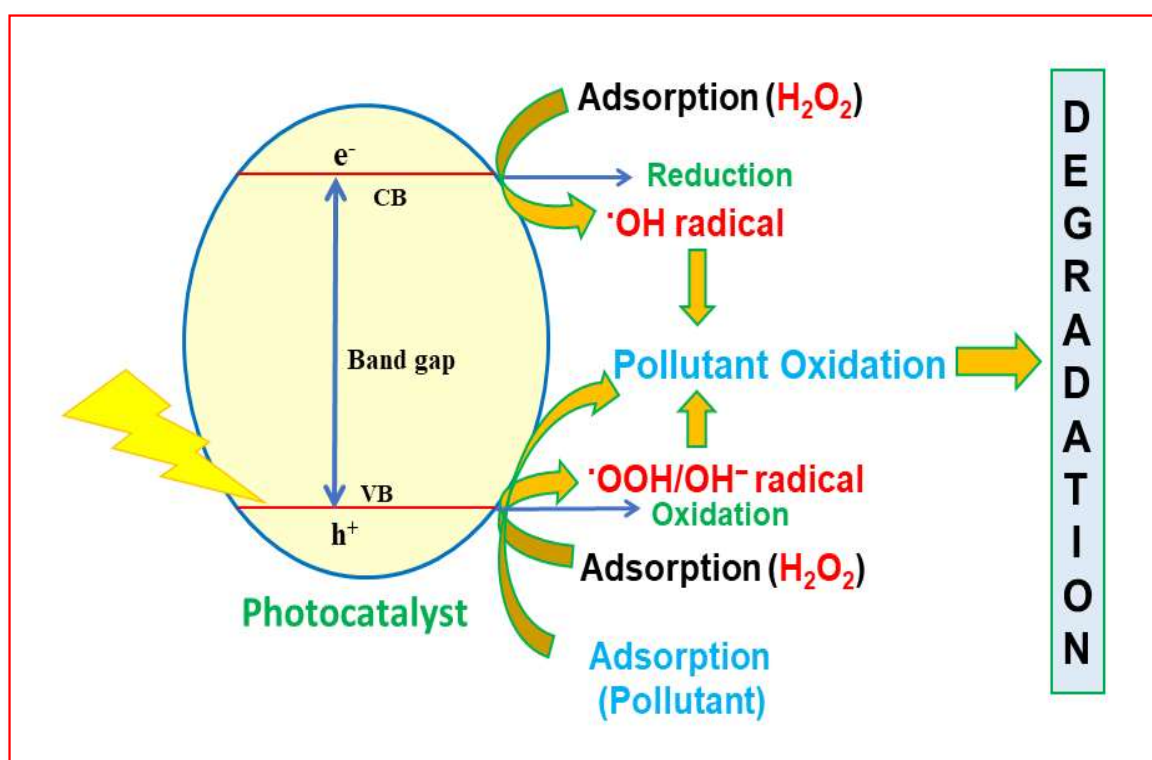 Adsorption (H₂O₂)
e⁻
CB
Reduction
˙OH radical
Band gap
Pollutant Oxidation
VB
h⁺
˙OOH/OH⁻ radical
Oxidation
Adsorption (H₂O₂)
Photocatalyst
Adsorption
(Pollutant)
DEGRADATION